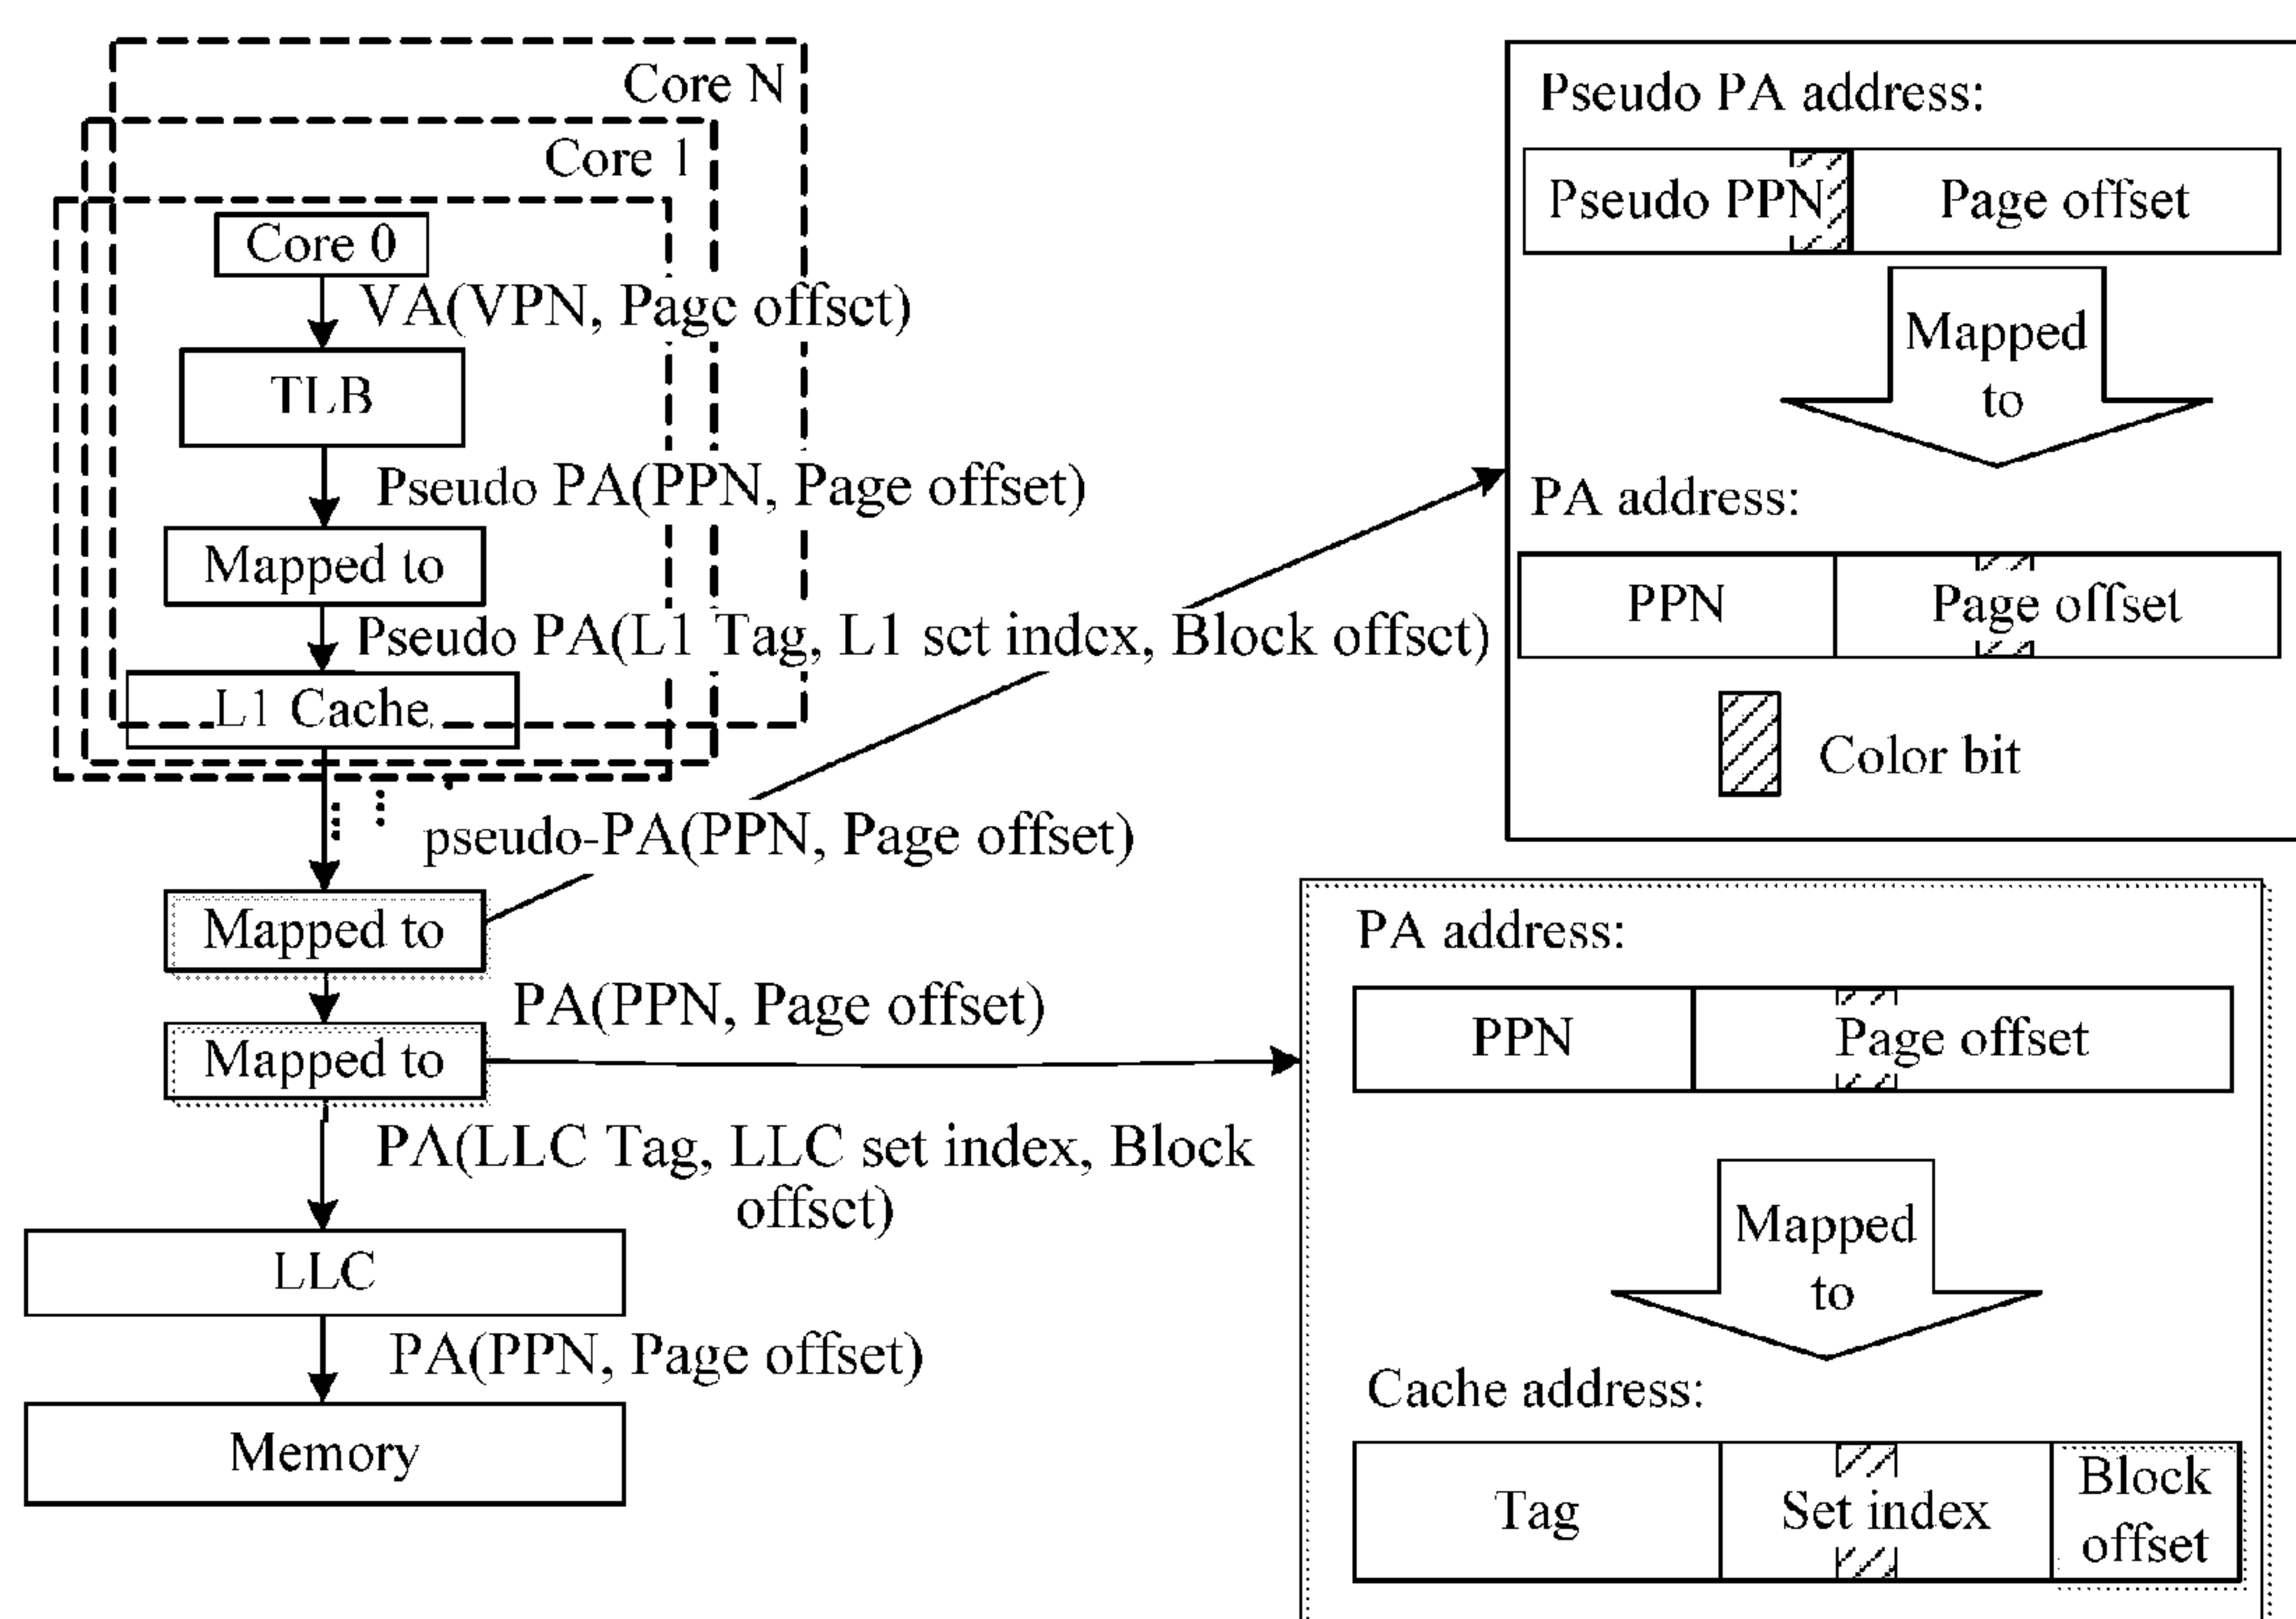 Core N
Core 1
Core 0
VA(VPN, Page offset)
TLB
Pseudo PA(PPN, Page offset)
Mapped to
Pseudo PA(L1 Tag, L1 set index, Block offset)
L1 Cache
pseudo-PA(PPN, Page offset)
Mapped to
PA(PPN, Page offset)
Mapped to
PA(LLC Tag, LLC set index, Block
offset)
LLC
PA(PPN, Page offset)
Memory
Pseudo PA address:
Pseudo PPN Page offset
Mapped
to
PA address:
PPN Page offset
Color bit
PA address:
PPN Page offset
Mapped
to
Cache address:
Tag Set index Block
offset